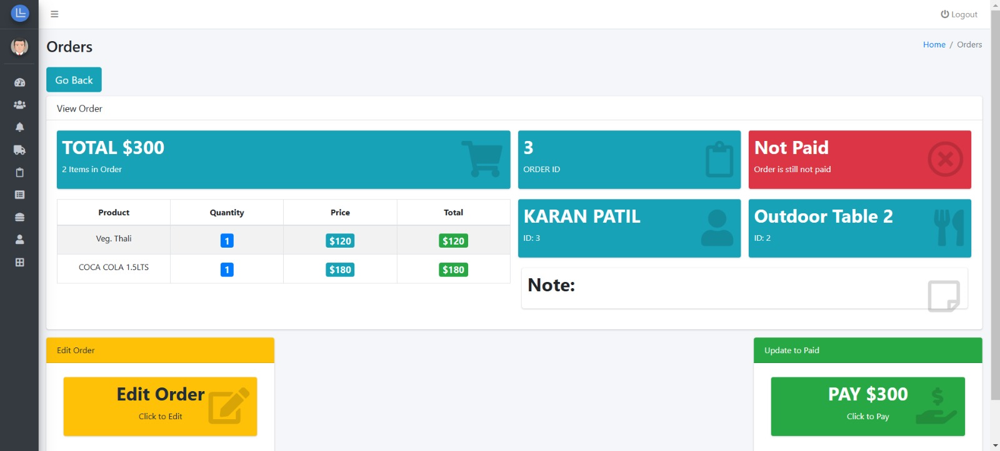 Logout
Orders
Home / Orders
Go Back
View Order
TOTAL $300
2 Items in Order
3
ORDER ID
Not Paid
Order is still not paid
Product Quantity Price Total
Veg. Thali 1 $120 $120
COCA COLA 1.5LTS 1 $180 $180
KARAN PATIL
ID: 3
Outdoor Table 2
ID: 2
Note:
Edit Order
Edit Order
Click to Edit
Update to Paid
PAY $300
Click to Pay